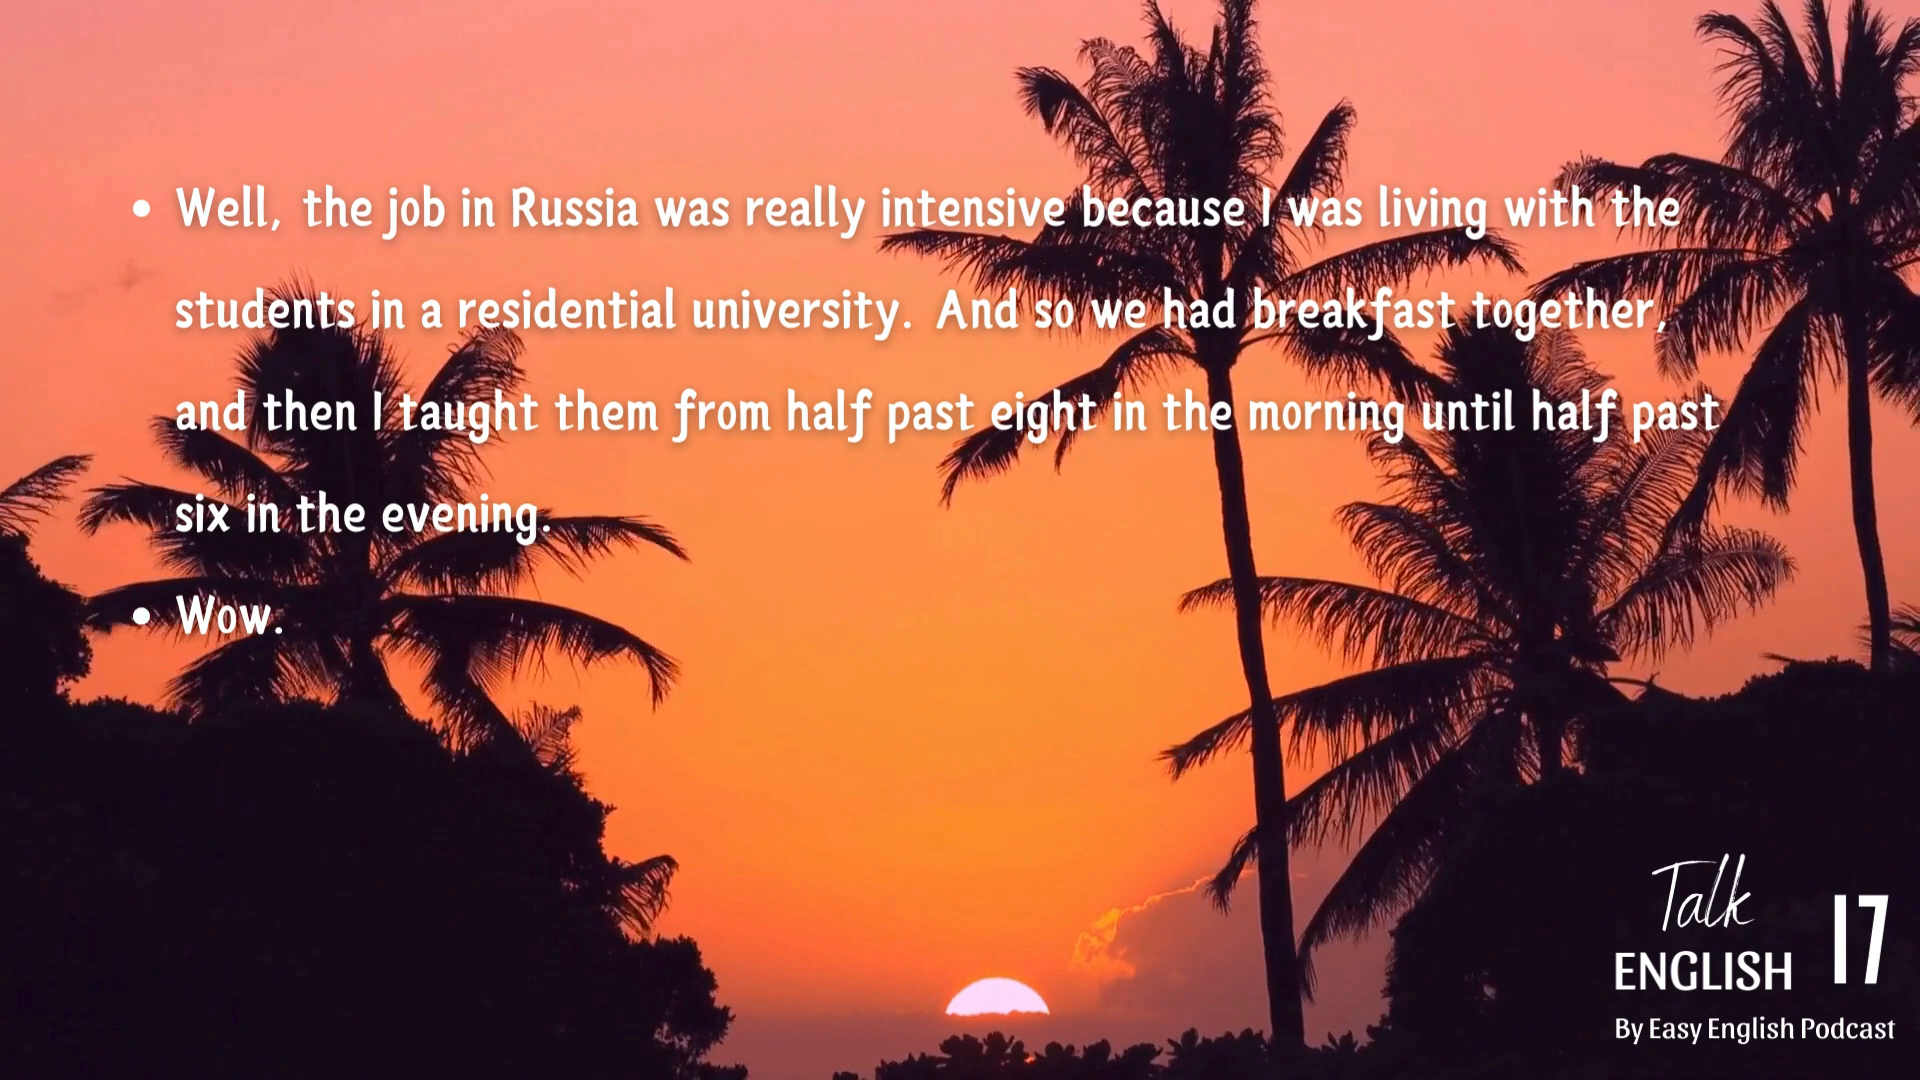 • Well, the job in Russia was really intensive because I was living with the
students in a residential university. And so we had breakfast together,
and then I taught them from half past eight in the morning until half past
six in the evening.
• Wow.
Talk
ENGLISH
17
By Easy English Podcast